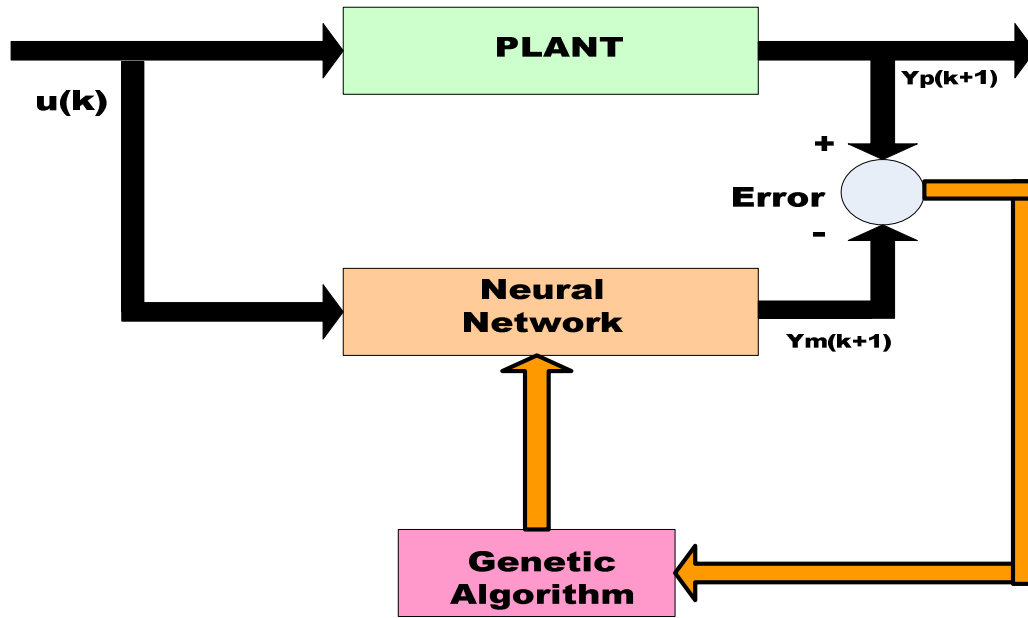 PLANT
u(k)
Yp(k+1)
+
Error
-
Neural
Network
Ym(k+1)
Genetic
Algorithm